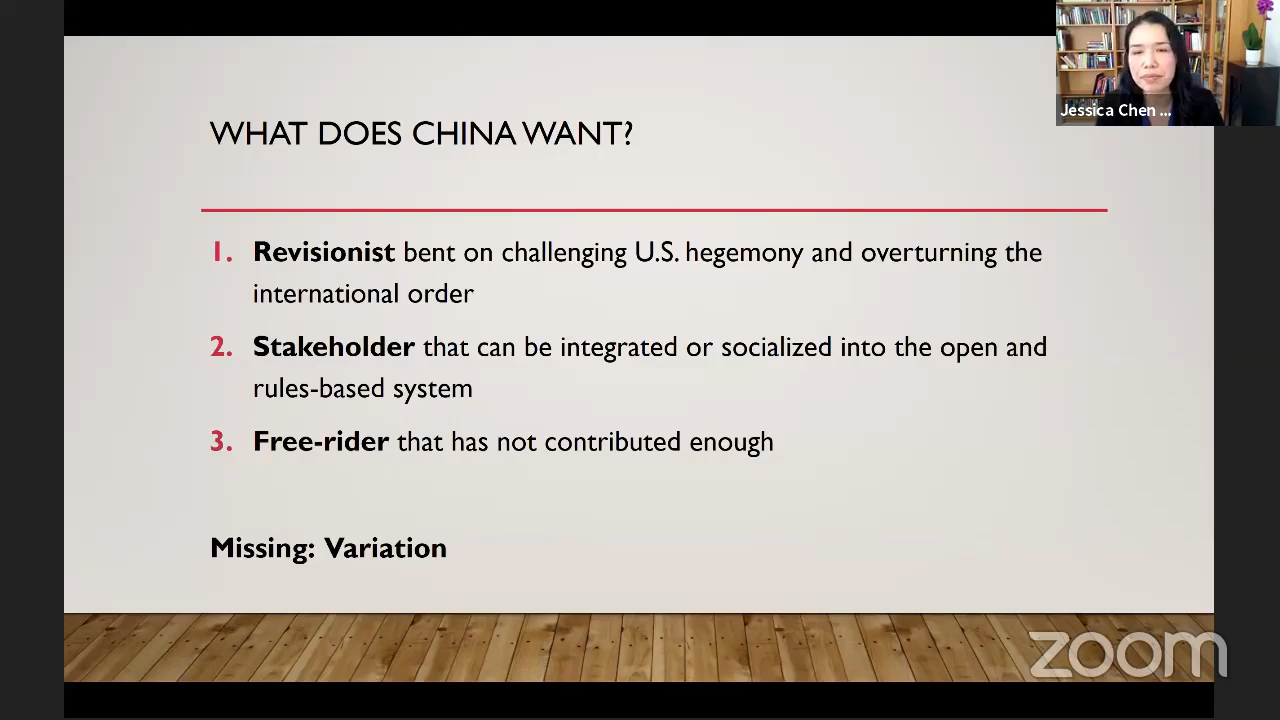 WHAT DOES CHINA WANT?
1. Revisionist bent on challenging U.S. hegemony and overturning the
international order
2. Stakeholder that can be integrated or socialized into the open and
rules-based system
3. Free-rider that has not contributed enough
Missing: Variation
Jessica Chen ...
zoom